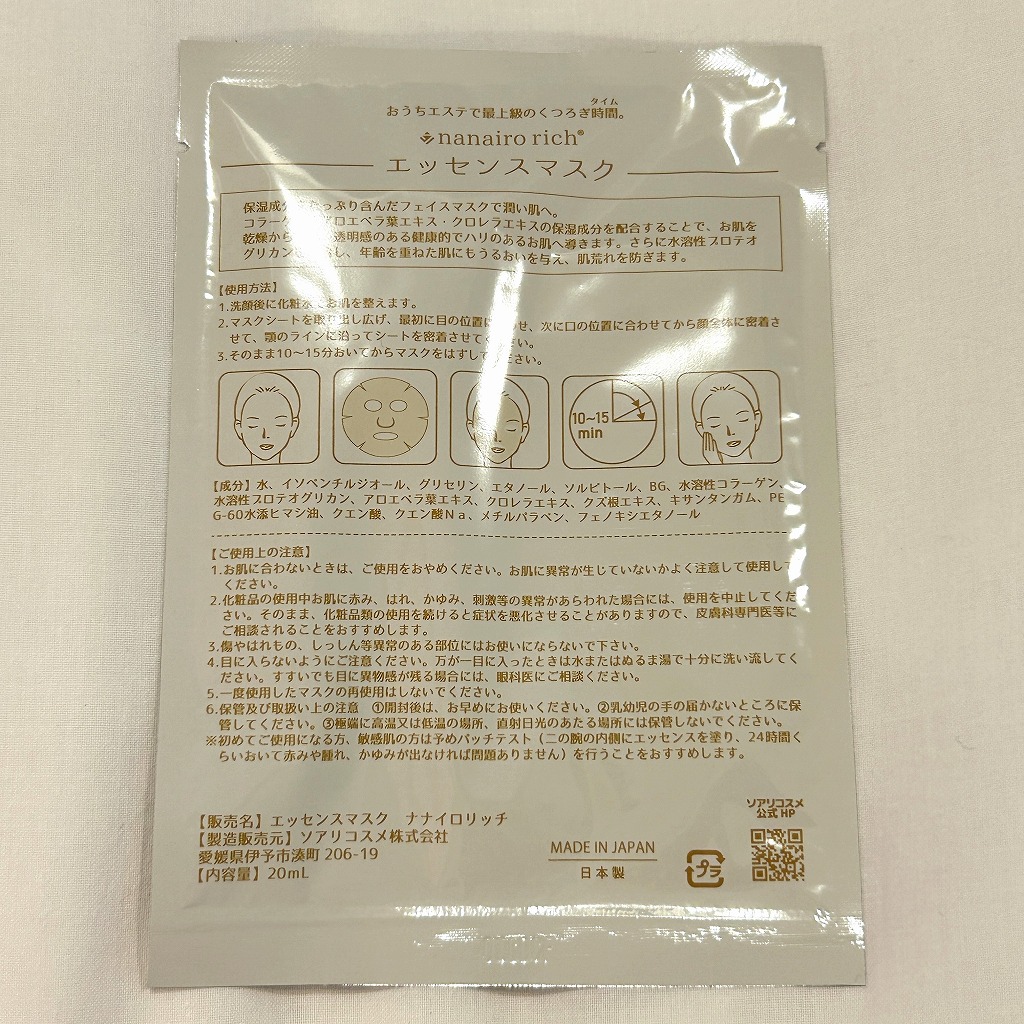 タイム
おうちエステで最上級のくつろぎ時間。
nanairo rich®
エッセンスマスク
保湿成分 たっぷり含んだフェイスマスクで潤い肌へ。
コラーゲ アロエベラ葉エキス・クロレラエキスの保湿成分を配合することで、お肌を
乾燥から 透明感のある健康的でハリのあるお肌へ導きます。さらに水溶性プロテオ
グリカン し、年齢を重ねた肌にもうるおいを与え、肌荒れを防ぎます。
【使用方法】
1.洗顔後に化粧水でお肌を整えます。
2.マスクシートを取り出し広げ、最初に目の位置に わせ、次に口の位置に合わせてから顔全体に密着さ
せて、顎のラインに沿ってシートを密着させて ださい。
3.そのまま10～15分おいてからマスクをはずして ださい。
10~15
min
【成分】水、イソペンチルジオール、グリセリン、エタノール、ソルビトール、BG、水溶性コラーゲン、
水溶性プロテオグリカン、アロエベラ葉エキス、クロレラエキス、クズ根エキス、キサンタンガム、PE
G-60水添ヒマシ油、クエン酸、クエン酸Na、メチルパラベン、フェノキシエタノール
【ご使用上の注意】
1.お肌に合わないときは、ご使用をおやめください。お肌に異常が生じていないかよく注意して使用して
ください。
2.化粧品の使用中お肌に赤み、はれ、かゆみ、刺激等の異常があらわれた場合には、使用を中止してくだ
さい。そのまま、化粧品類の使用を続けると症状を悪化させることがありますので、皮膚科専門医等に
ご相談されることをおすすめします。
3.傷やはれもの、しっしん等異常のある部位にはお使いにならないで下さい。
4.目に入らないようにご注意ください。万が一目に入ったときは水またはぬるま湯で十分に洗い流してく
ださい。すすいでも目に異物感が残る場合には、眼科医にご相談ください。
5.一度使用したマスクの再使用はしないでください。
6.保管及び取扱い上の注意 ①開封後は、お早めにお使いください。②乳幼児の手の届かないところに保
管してください。③極端に高温又は低温の場所、直射日光のあたる場所には保管しないでください。
※初めてご使用になる方、敏感肌の方は予めパッチテスト（二の腕の内側にエッセンスを塗り、24時間く
らいおいて赤みや腫れ、かゆみが出なければ問題ありません）を行うことをおすすめします。
【販売名】エッセンスマスク ナナイロリッチ
【製造販売元】ソアリコスメ株式会社
愛媛県伊予市湊町 206-19
【内容量】20mL
MADE IN JAPAN
日本製
プラ
ソアリコスメ
公式 HP